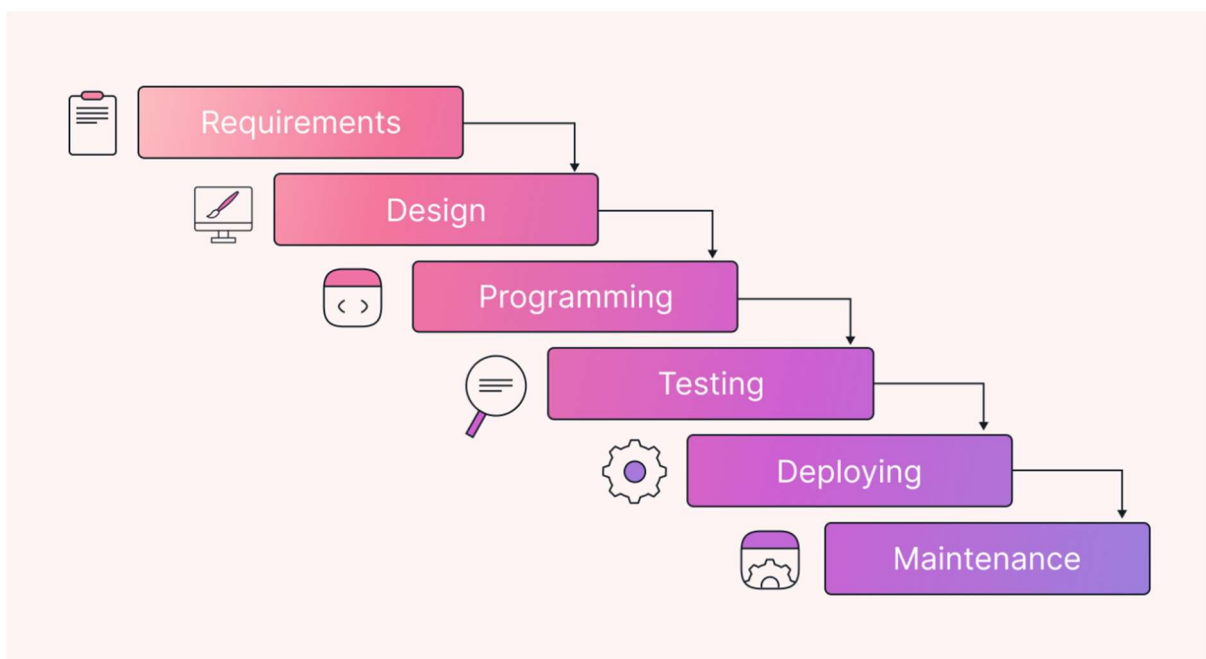 Requirements
Design
Programming
Testing
Deploying
Maintenance